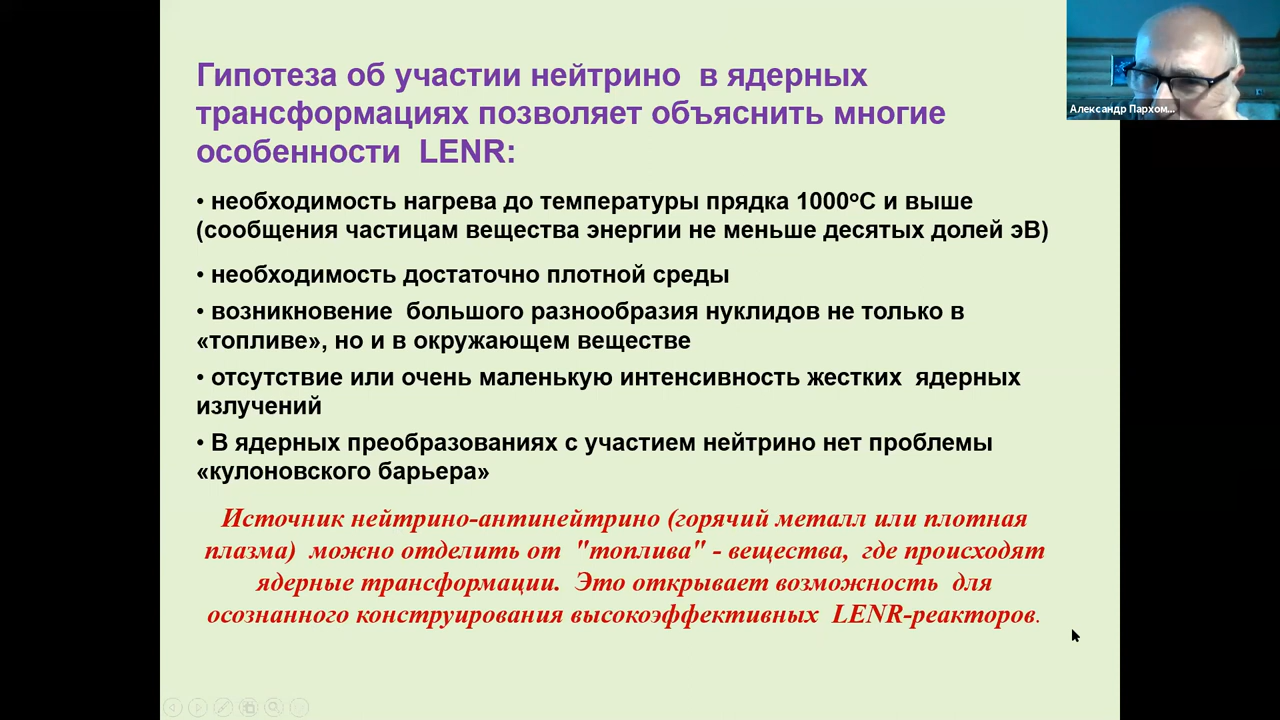 Гипотеза об участии нейтрино в ядерных
трансформациях позволяет объяснить многие
особенности LENR:
• необходимость нагрева до температуры прядка 1000ºС и выше
(сообщения частицам вещества энергии не меньше десятых долей эВ)
• необходимость достаточно плотной среды
• возникновение большого разнообразия нуклидов не только в
«топливе», но и в окружающем веществе
• отсутствие или очень маленькую интенсивность жестких ядерных
излучений
• В ядерных преобразованиях с участием нейтрино нет проблемы
«кулоновского барьера»
Источник нейтрино-антинейтрино (горячий металл или плотная
плазма) можно отделить от "топлива" - вещества, где происходят
ядерные трансформации. Это открывает возможность для
осознанного конструирования высокоэффективных LENR-реакторов.
Александр Пархом...